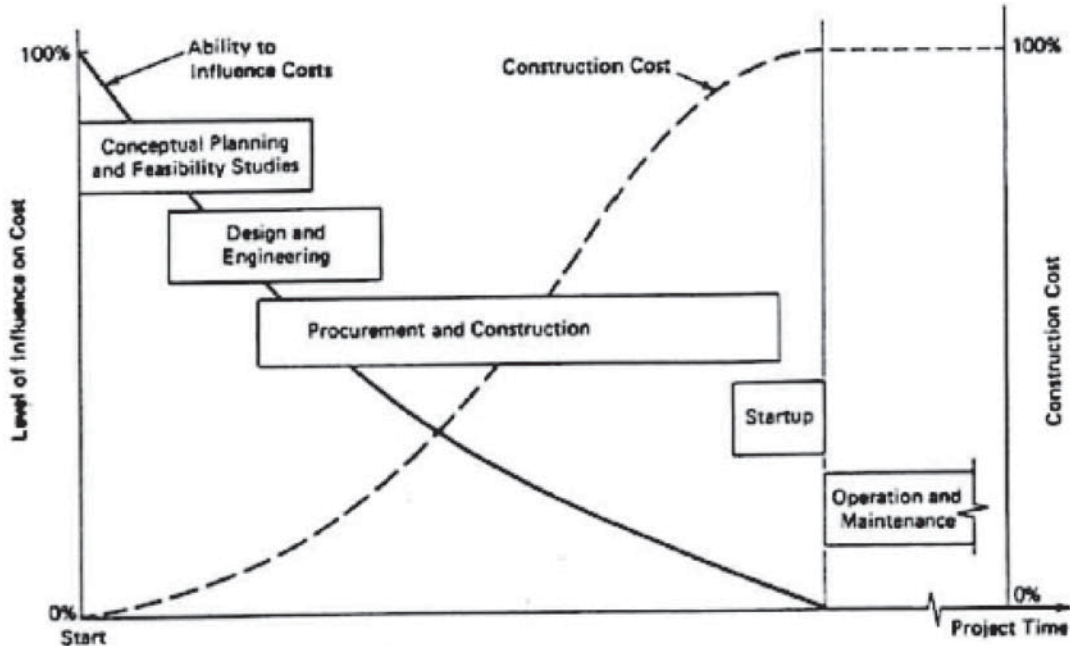 100%
Ability to
Influence Costs
Construction Cost
100%
Conceptual Planning
and Feasibility Studies
Design and
Engineering
Procurement and Construction
Startup
Operation and
Maintenance
Level of Influence on Cost
Construction Cost
0%
0%
Start
Project Time